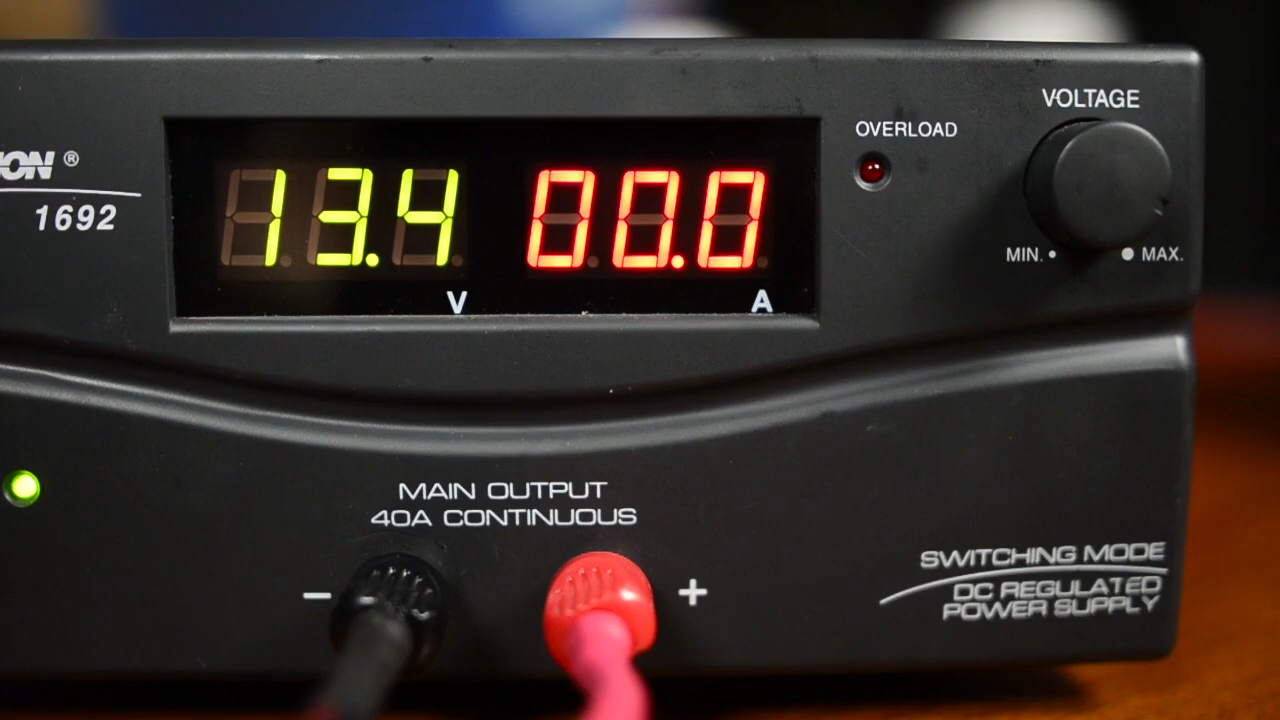 ION ®
1692
13.4
V
00.0
A
OVERLOAD
VOLTAGE
MIN.
MAX.
MAIN OUTPUT
40A CONTINUOUS
−
+
SWITCHING MODE
DC REGULATED
POWER SUPPLY